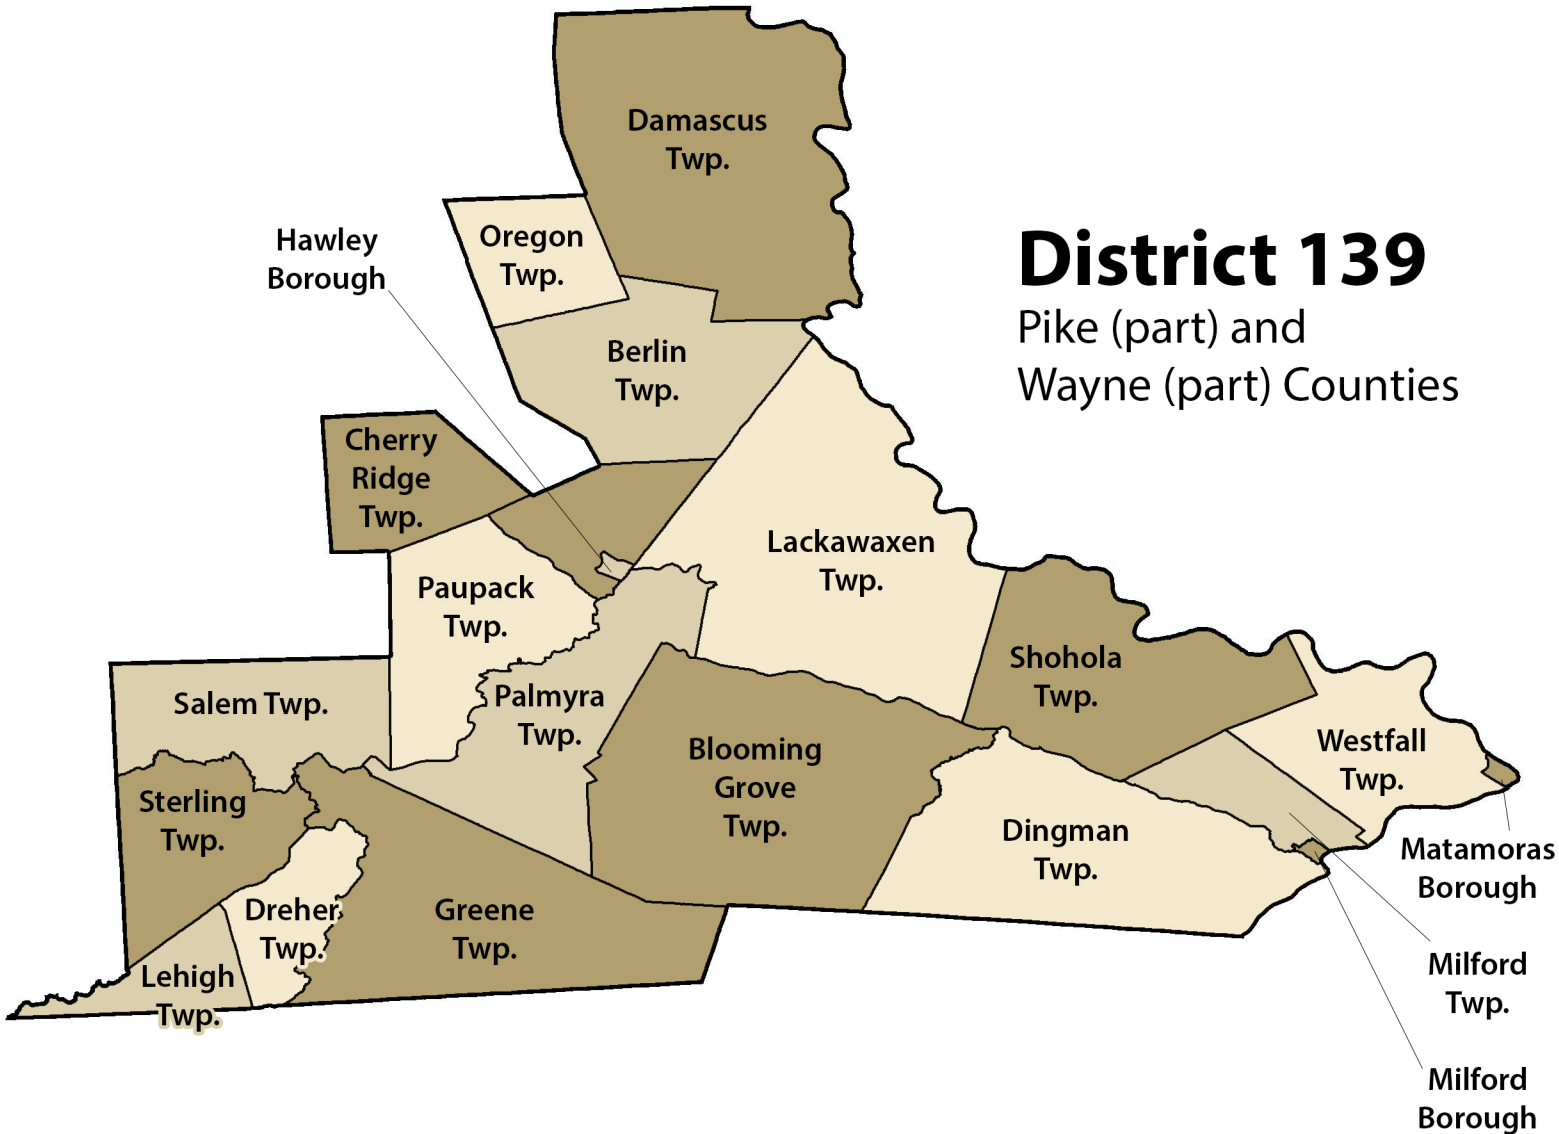 Damascus
Twp.
Oregon
Twp.
Hawley
Borough
District 139
Pike (part) and
Wayne (part) Counties
Berlin
Twp.
Cherry
Ridge
Twp.
Lackawaxen
Twp.
Paupack
Twp.
Shohola
Twp.
Salem Twp.
Palmyra
Twp.
Blooming
Grove
Twp.
Westfall
Twp.
Sterling
Twp.
Dingman
Twp.
Matamoras
Borough
Dreher
Twp.
Greene
Twp.
Lehigh
Twp.
Milford
Twp.
Milford
Borough